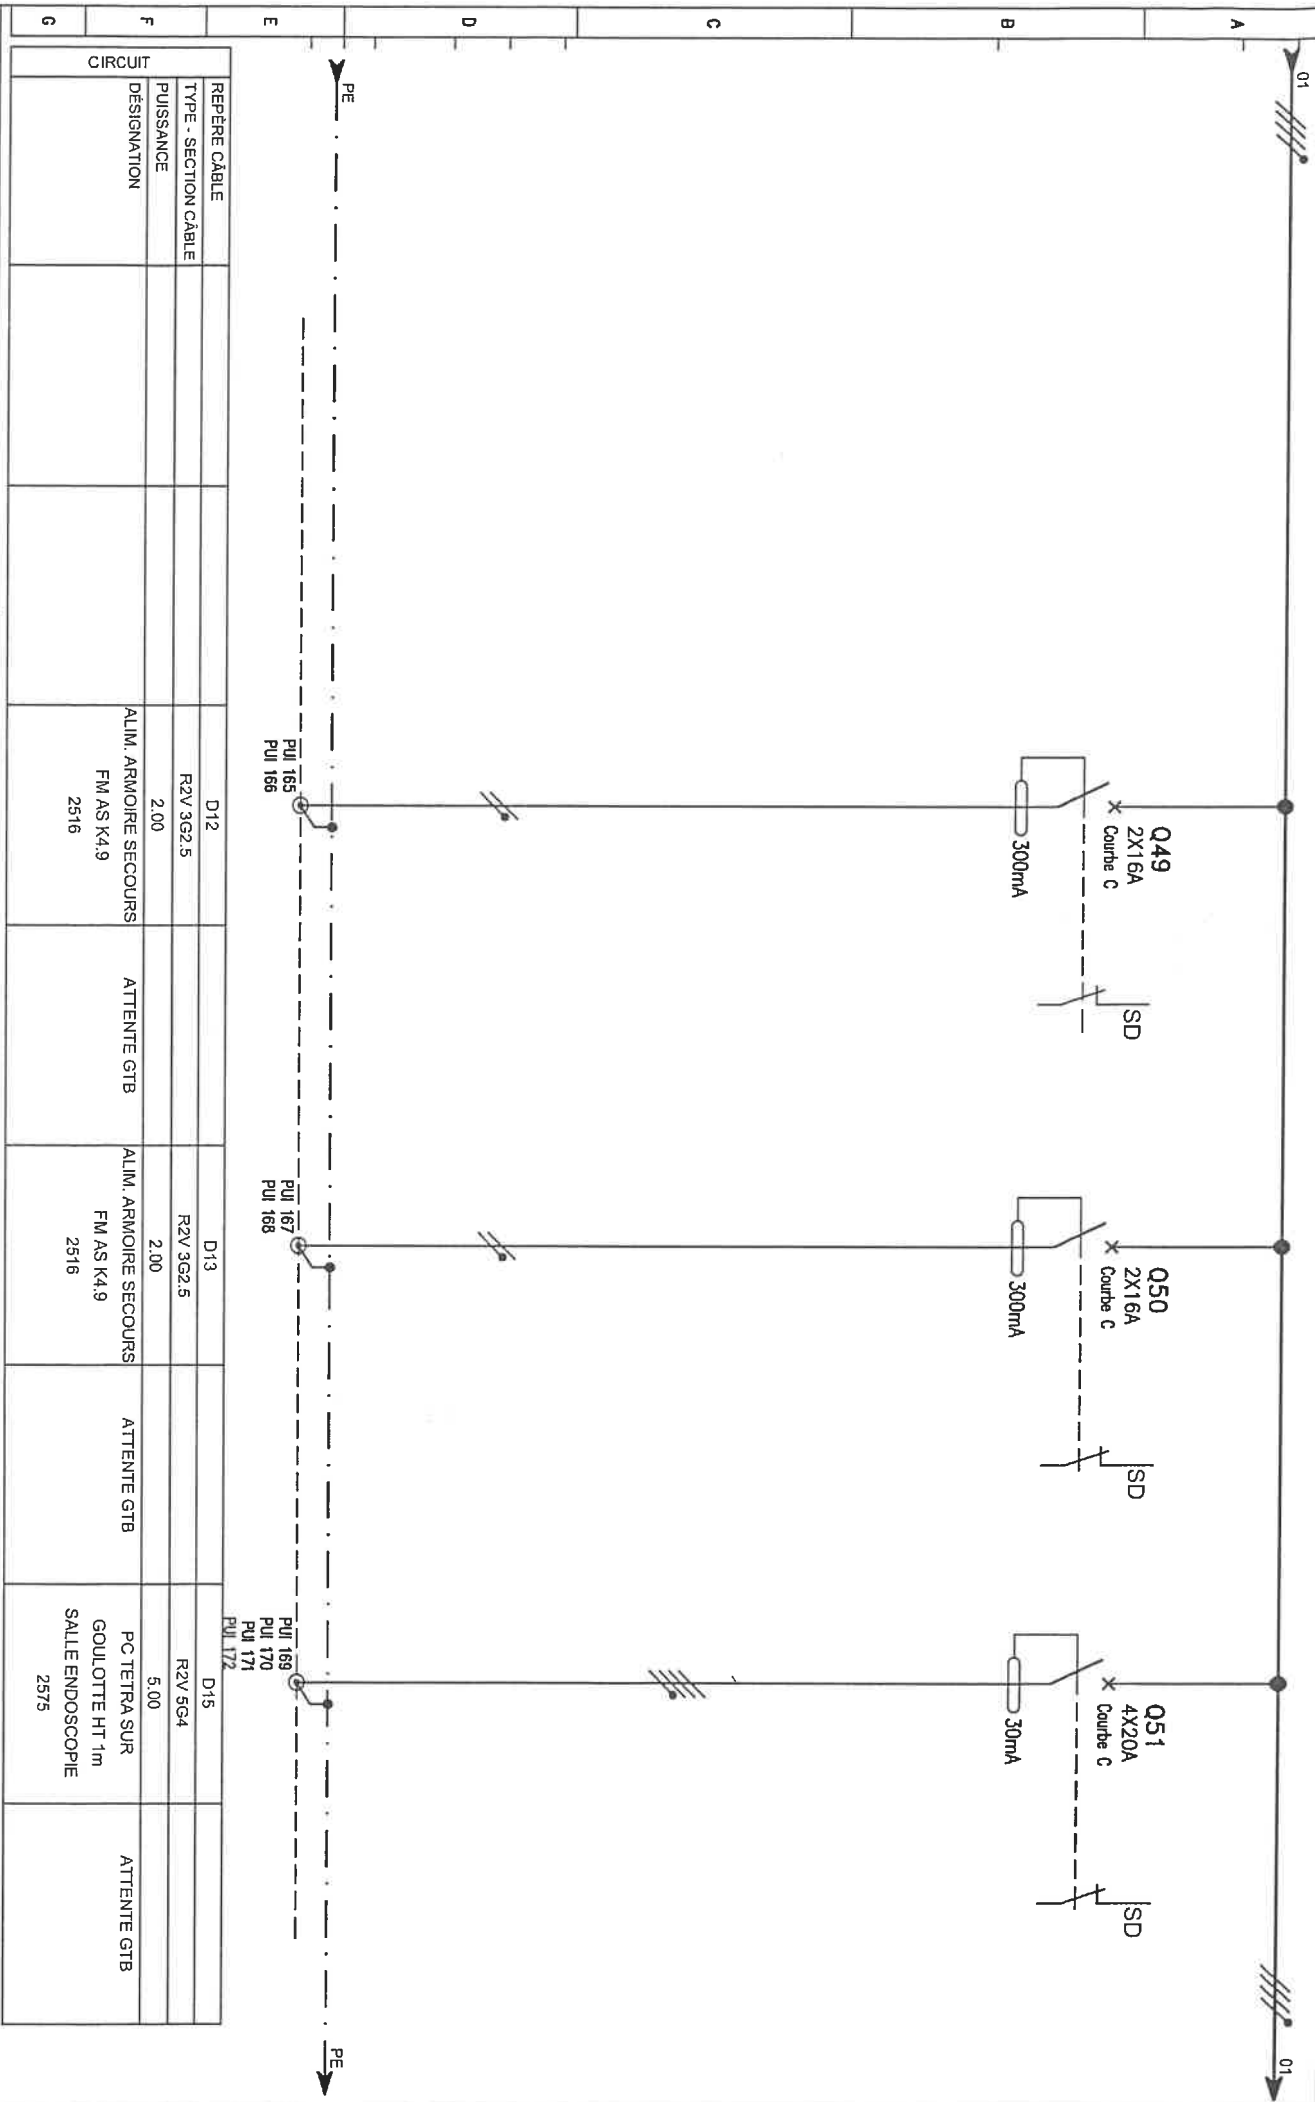 A
B
C
D
E
F
G
01
01
Q49
2X16A
Courbe C
300mA
SD
Q50
2X16A
Courbe C
300mA
SD
Q51
4X20A
Courbe C
30mA
SD
PE
PE
PUI 165
PUI 166
PUI 167
PUI 168
PUI 169
PUI 170
PUI 171
PUI 172
CIRCUIT
REPÈRE CÂBLE
D12
D13
D15
TYPE - SECTION CÂBLE
R2V 3G2.5
R2V 3G2.5
R2V 5G4
PUISSANCE
2.00
2.00
5.00
DÉSIGNATION
ALIM. ARMOIRE SECOURS
FM AS K4.9
2516
ATTENTE GTB
ALIM. ARMOIRE SECOURS
FM AS K4.9
2516
ATTENTE GTB
PC TETRA SUR
GOULOTTE HT 1m
SALLE ENDOSCOPIE
2575
ATTENTE GTB